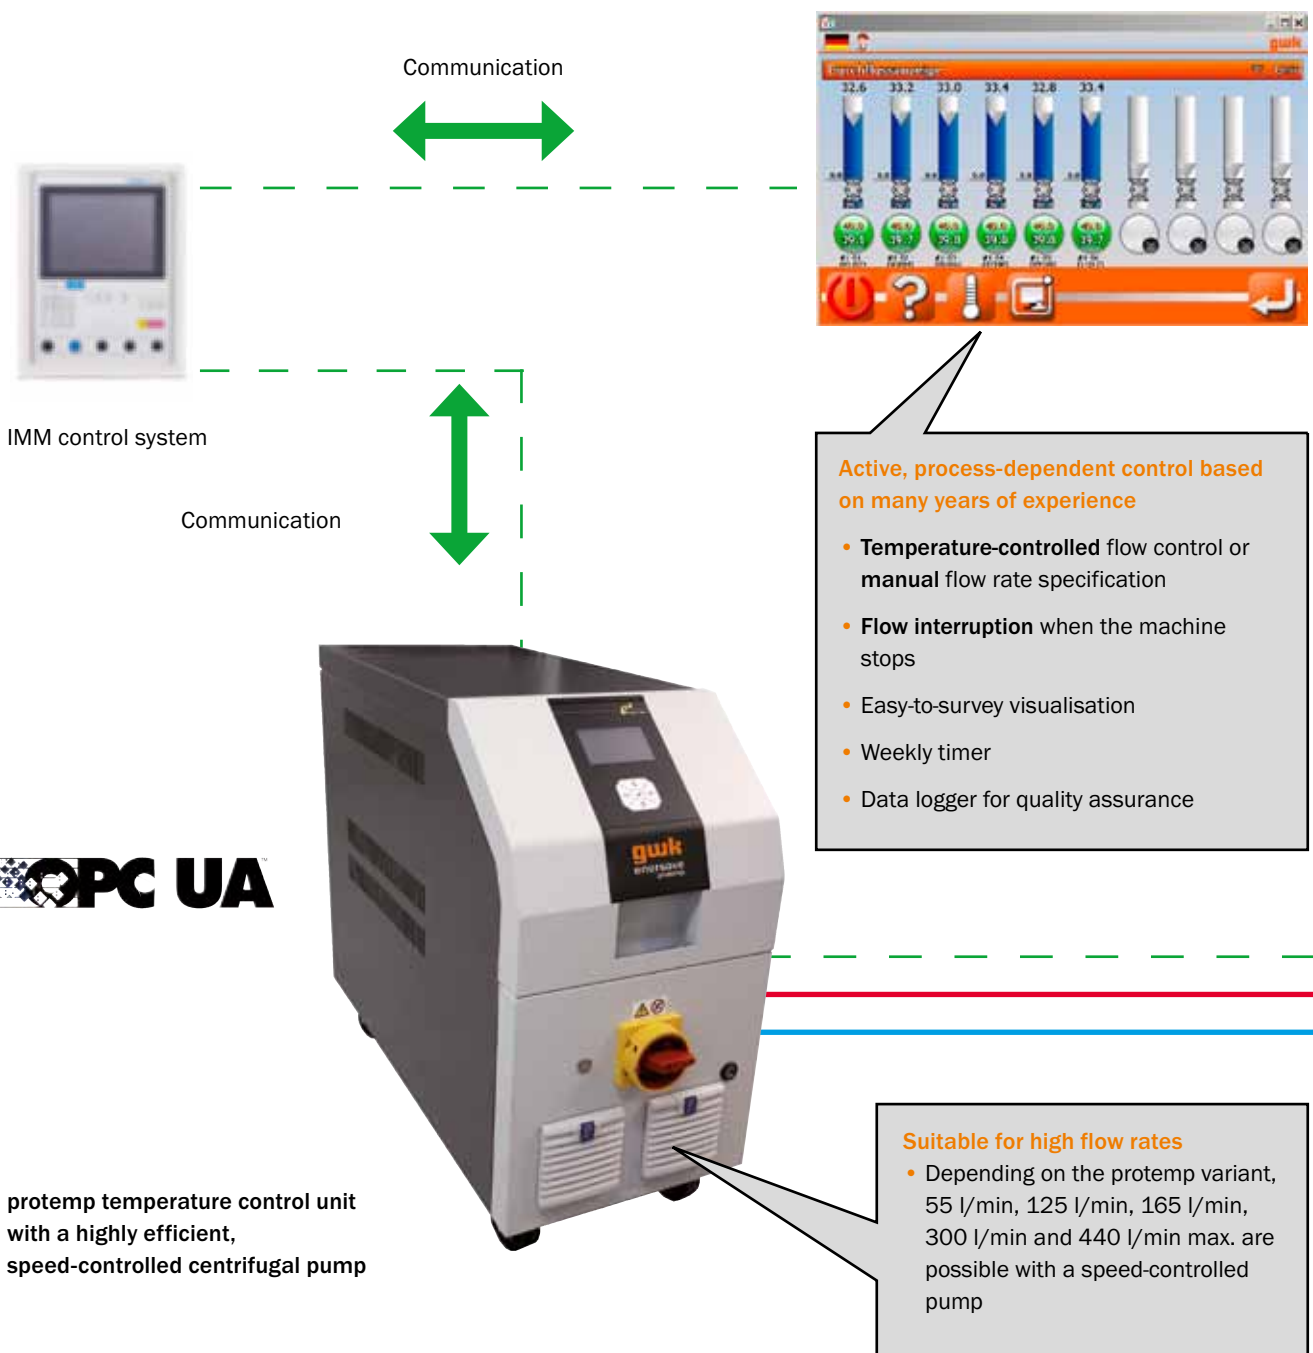 Communication
gwk
32.6 33.2 33.0 33.4 32.8 33.4
IMM control system
Communication
Active, process-dependent control based
on many years of experience
• Temperature-controlled flow control or
manual flow rate specification
• Flow interruption when the machine
stops
• Easy-to-survey visualisation
• Weekly timer
• Data logger for quality assurance
gwk
enersave
protemp
OPC UA
protemp temperature control unit
with a highly efficient,
speed-controlled centrifugal pump
Suitable for high flow rates
• Depending on the protemp variant,
55 l/min, 125 l/min, 165 l/min,
300 l/min and 440 l/min max. are
possible with a speed-controlled
pump